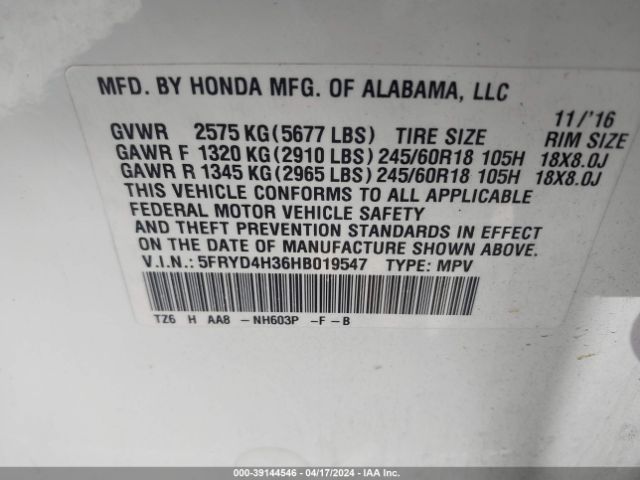 MFD. BY HONDA MFG. OF ALABAMA, LLC
11/'16
GVWR 2575 KG(5677 LBS) TIRE SIZE RIM SIZE
GAWR F 1320 KG(2910 LBS) 245/60R18 105H 18X8.0J
GAWR R 1345 KG(2965 LBS) 245/60R18 105H 18X8.0J
THIS VEHICLE CONFORMS TO ALL APPLICABLE
FEDERAL MOTOR VEHICLE SAFETY
AND THEFT PREVENTION STANDARDS IN EFFECT
ON THE DATE OF MANUFACTURE SHOWN ABOVE.
V.I.N.: 5FRYD4H36HB019547 TYPE: MPV
TZ6 H AA8 - NH603P -F-B
000-39144546 - 04/17/2024 - IAAI.COM